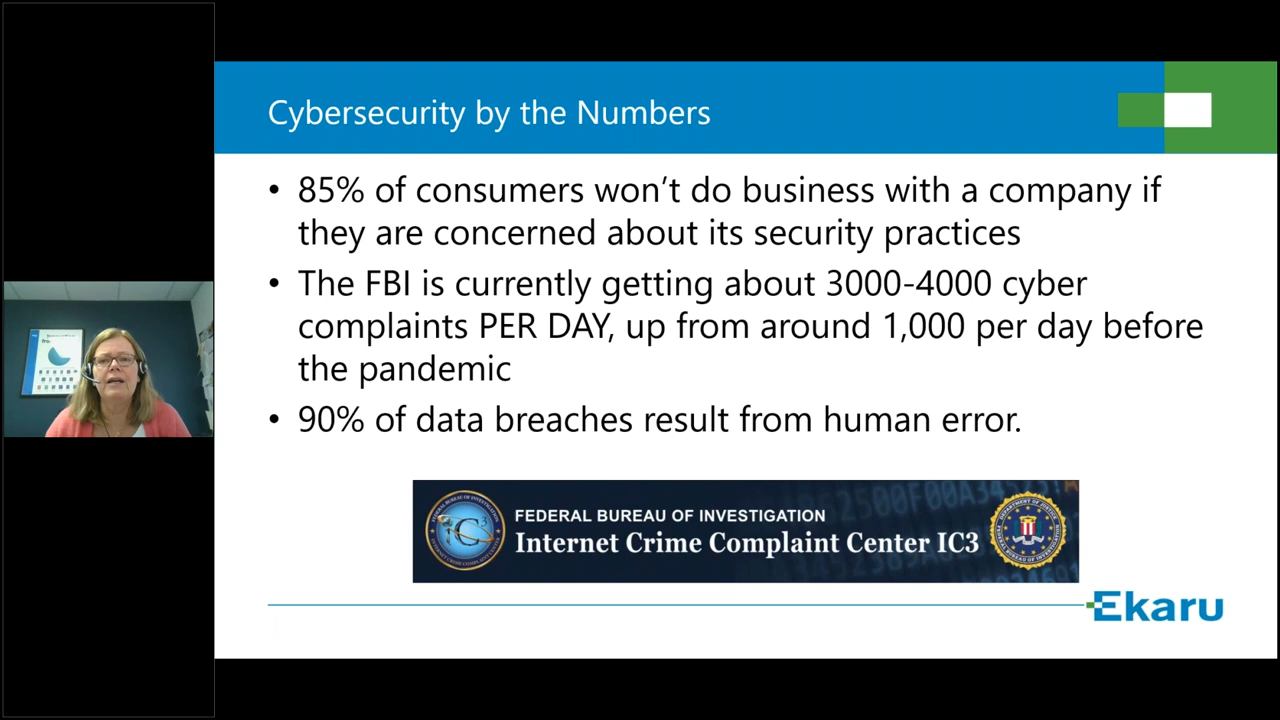 Cybersecurity by the Numbers
• 85% of consumers won’t do business with a company if
they are concerned about its security practices
• The FBI is currently getting about 3000-4000 cyber
complaints PER DAY, up from around 1,000 per day before
the pandemic
• 90% of data breaches result from human error.
FEDERAL BUREAU OF INVESTIGATION
Internet Crime Complaint Center IC3
Ekaru